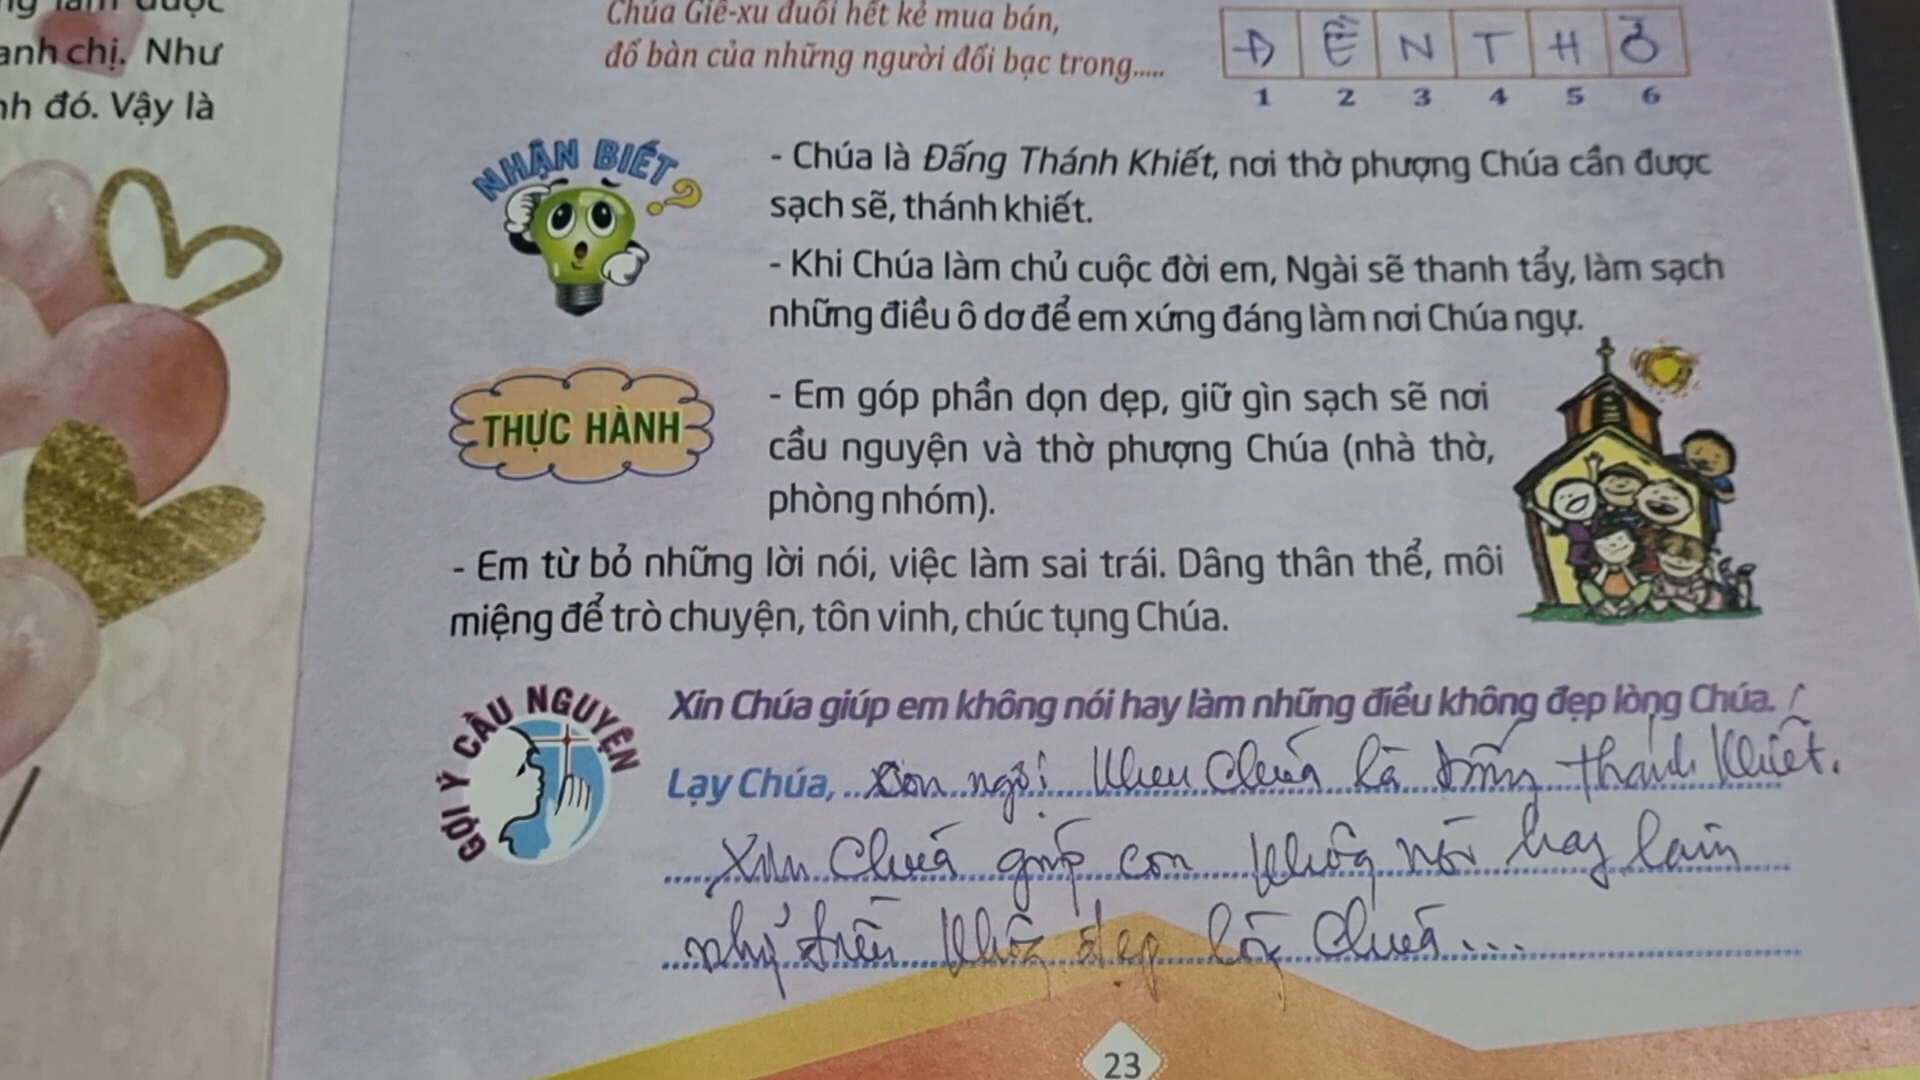 anh chị. Như
nh đó. Vậy là
Chúa Giê-xu đuổi hết kẻ mua bán,
đổ bàn của những người đổi bạc trong.....
Đ Ề N T H Ờ
1 2 3 4 5 6
NHẬN BIẾT?
- Chúa là Đấng Thánh Khiết, nơi thờ phượng Chúa cần được
sạch sẽ, thánh khiết.
- Khi Chúa làm chủ cuộc đời em, Ngài sẽ thanh tẩy, làm sạch
những điều ô dơ để em xứng đáng làm nơi Chúa ngự.
THỰC HÀNH
- Em góp phần dọn dẹp, giữ gìn sạch sẽ nơi
cầu nguyện và thờ phượng Chúa (nhà thờ,
phòng nhóm).
- Em từ bỏ những lời nói, việc làm sai trái. Dâng thân thể, môi
miệng để trò chuyện, tôn vinh, chúc tụng Chúa.
GỢI Ý CẦU NGUYỆN
Xin Chúa giúp em không nói hay làm những điều không đẹp lòng Chúa.
Lạy Chúa, con ngợi khen Chúa là Đấng Thánh Khiết.
Xin Chúa giúp con không nói hay làm
những điều không đẹp lòng Chúa...
23